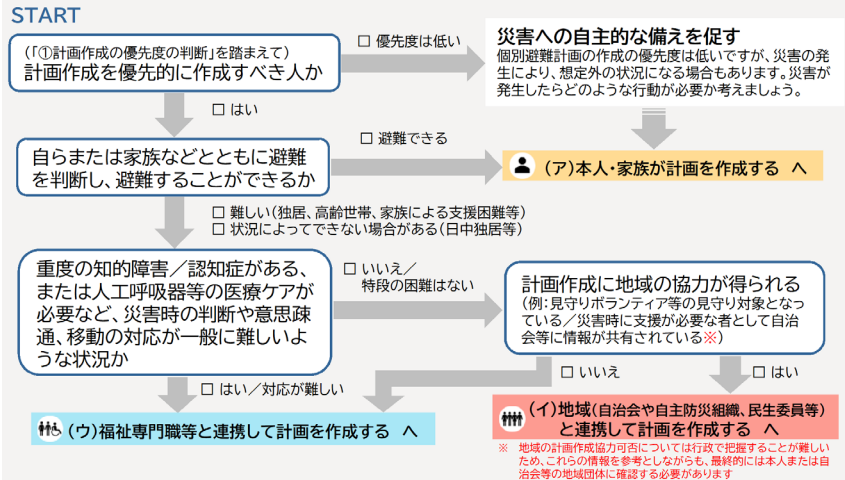 START
(「①計画作成の優先度の判断」を踏まえて)
計画作成を優先的に作成すべき人か
□ 優先度は低い
災害への自主的な備えを促す
個別避難計画の作成の優先度は低いですが、災害の発
生により、想定外の状況になる場合もあります。災害が
発生したらどのような行動が必要か考えましょう。
□ はい
自らまたは家族などとともに避難
を判断し、避難することができるか
□ 避難できる
(ア)本人・家族が計画を作成する へ
□ 難しい(独居、高齢世帯、家族による支援困難等)
□ 状況によってできない場合がある(日中独居等)
重度の知的障害/認知症がある、
または人工呼吸器等の医療ケアが
必要など、災害時の判断や意思疎
通、移動の対応が一般に難しいよ
うな状況か
□ いいえ/
特段の困難はない
計画作成に地域の協力が得られる
(例:見守りボランティア等の見守り対象となっ
ている/災害時に支援が必要な者として自治
会等に情報が共有されている※)
□ はい/対応が難しい
□ いいえ
□ はい
(ウ)福祉専門職等と連携して計画を作成する へ
(イ)地域(自治会や自主防災組織、民生委員等)
と連携して計画を作成する へ
※ 地域の計画作成協力可否については行政で把握することが難しい
ため、これらの情報を参考としながらも、最終的には本人または自
治会等の地域団体に確認する必要があります